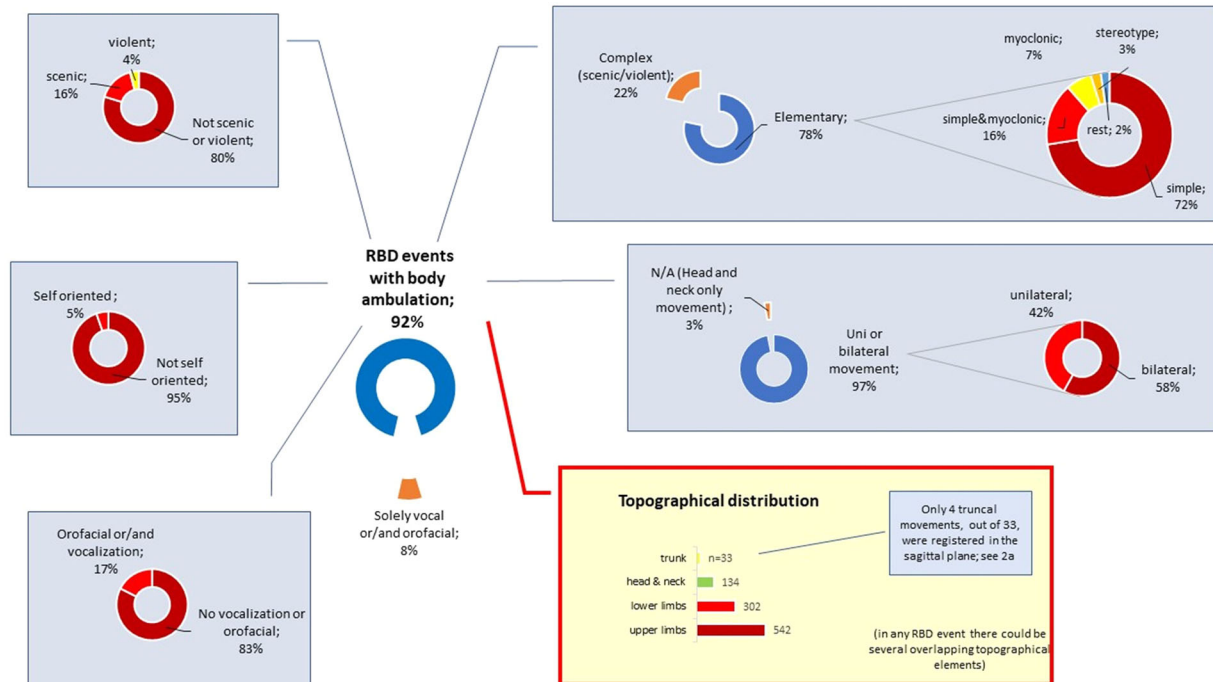 violent;
4%
scenic;
16%
Not scenic
or violent;
80%
Complex
(scenic/violent);
22%
Elementary;
78%
myoclonic;
7%
stereotype;
3%
simple&myoclonic;
16%
rest; 2%
simple;
72%
RBD events
with body
ambulation;
92%
Self oriented ;
5%
Not self
oriented;
95%
N/A (Head and
neck only
movement) ;
3%
Uni or
bilateral
movement;
97%
unilateral;
42%
bilateral;
58%
Solely vocal
or/and orofacial;
8%
Orofacial or/and
vocalization;
17%
No vocalization or
orofacial;
83%
Topographical distribution
Only 4 truncal
movements, out of 33,
were registered in the
sagittal plane; see 2a
trunk n=33
head & neck 134
lower limbs 302
upper limbs 542
(in any RBD event there could be
several overlapping topographical
elements)